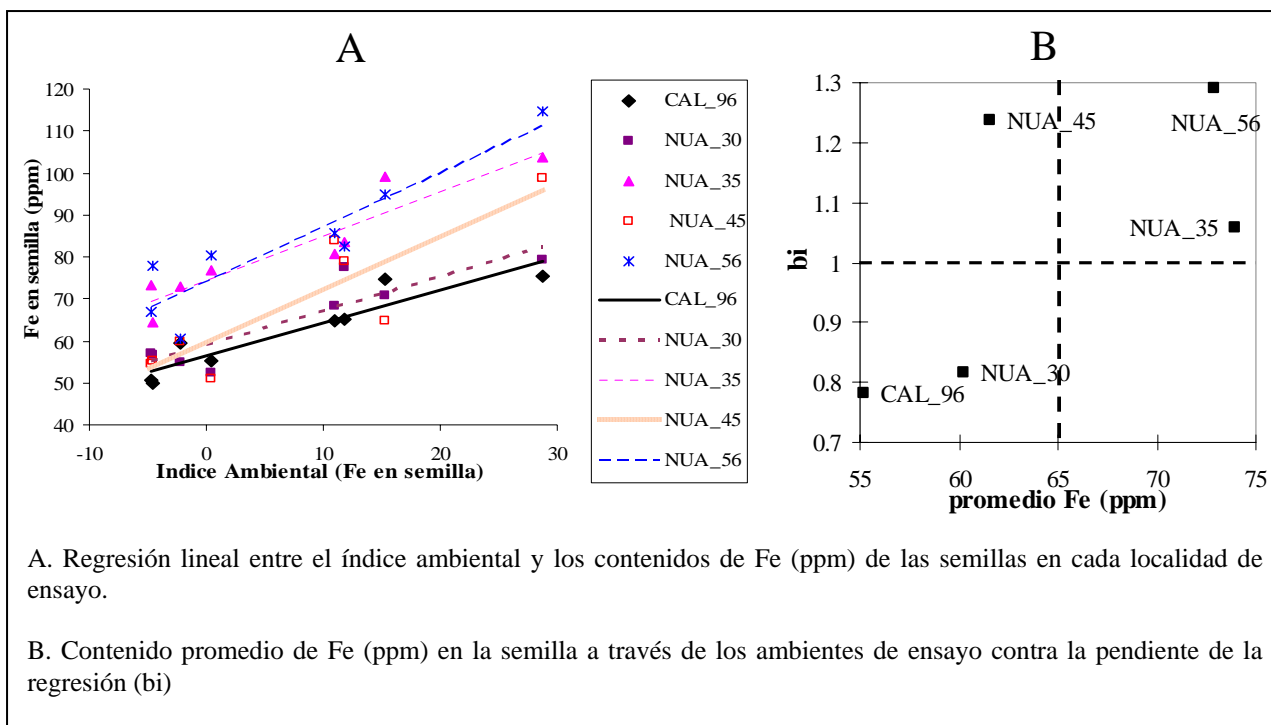 A
120
110
100
90
80
70
60
50
40
-10
0
10
20
30
Fe en semilla (ppm)
Indice Ambiental (Fe en semilla)
CAL_96
NUA_30
NUA_35
NUA_45
NUA_56
CAL_96
NUA_30
NUA_35
NUA_45
NUA_56
B
1.3
1.2
1.1
1
0.9
0.8
0.7
bi
NUA_45
NUA_56
NUA_35
NUA_30
CAL_96
55
60
65
70
75
promedio Fe (ppm)
A. Regresión lineal entre el índice ambiental y los contenidos de Fe (ppm) de las semillas en cada localidad de
ensayo.
B. Contenido promedio de Fe (ppm) en la semilla a través de los ambientes de ensayo contra la pendiente de la
regresión (bi)